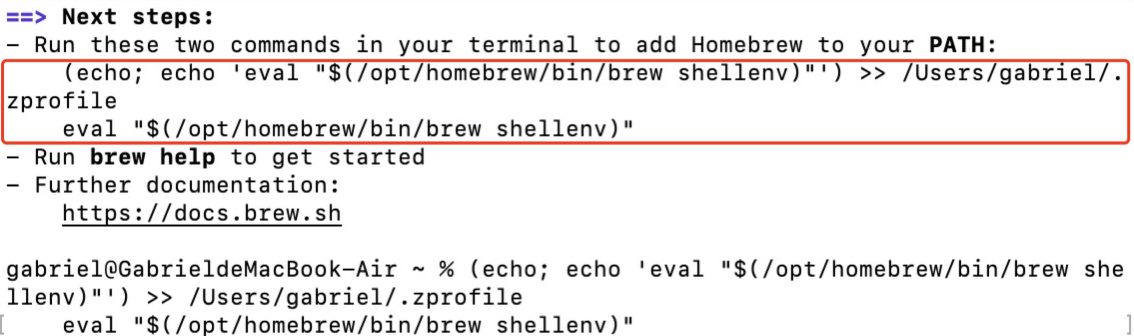 ==> Next steps:
- Run these two commands in your terminal to add Homebrew to your PATH:
    (echo; echo 'eval "$(/opt/homebrew/bin/brew shellenv)"') >> /Users/gabriel/.
zprofile
    eval "$(/opt/homebrew/bin/brew shellenv)"
- Run brew help to get started
- Further documentation:
    https://docs.brew.sh

gabriel@GabrieldeMacBook-Air ~ % (echo; echo 'eval "$(/opt/homebrew/bin/brew she
llenv)"') >> /Users/gabriel/.zprofile
[    eval "$(/opt/homebrew/bin/brew shellenv)"                                   ]